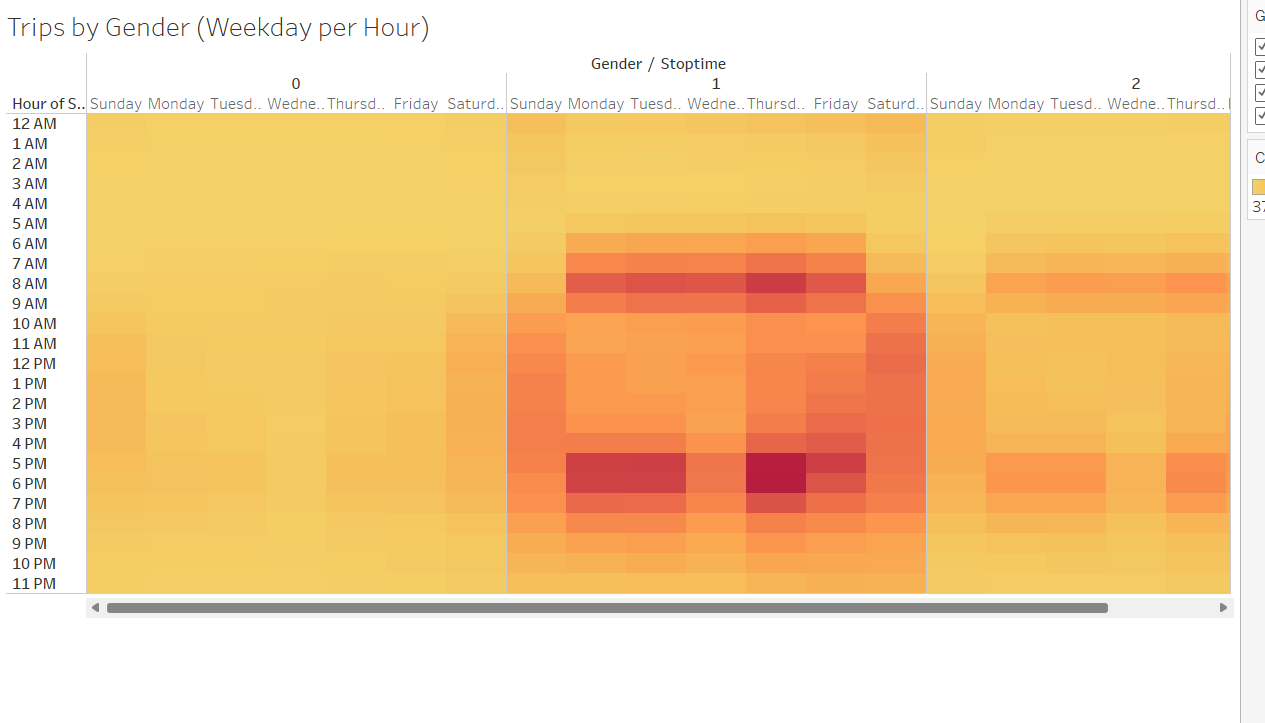 Trips by Gender (Weekday per Hour)
Gender / Stoptime
0 1 2
Hour of S.. Sunday Monday Tuesd.. Wedne.. Thursd.. Friday Saturd.. Sunday Monday Tuesd.. Wedne.. Thursd.. Friday Saturd.. Sunday Monday Tuesd.. Wedne.. Thursd..
12 AM
1 AM
2 AM
3 AM
4 AM
5 AM
6 AM
7 AM
8 AM
9 AM
10 AM
11 AM
12 PM
1 PM
2 PM
3 PM
4 PM
5 PM
6 PM
7 PM
8 PM
9 PM
10 PM
11 PM
G
C
37